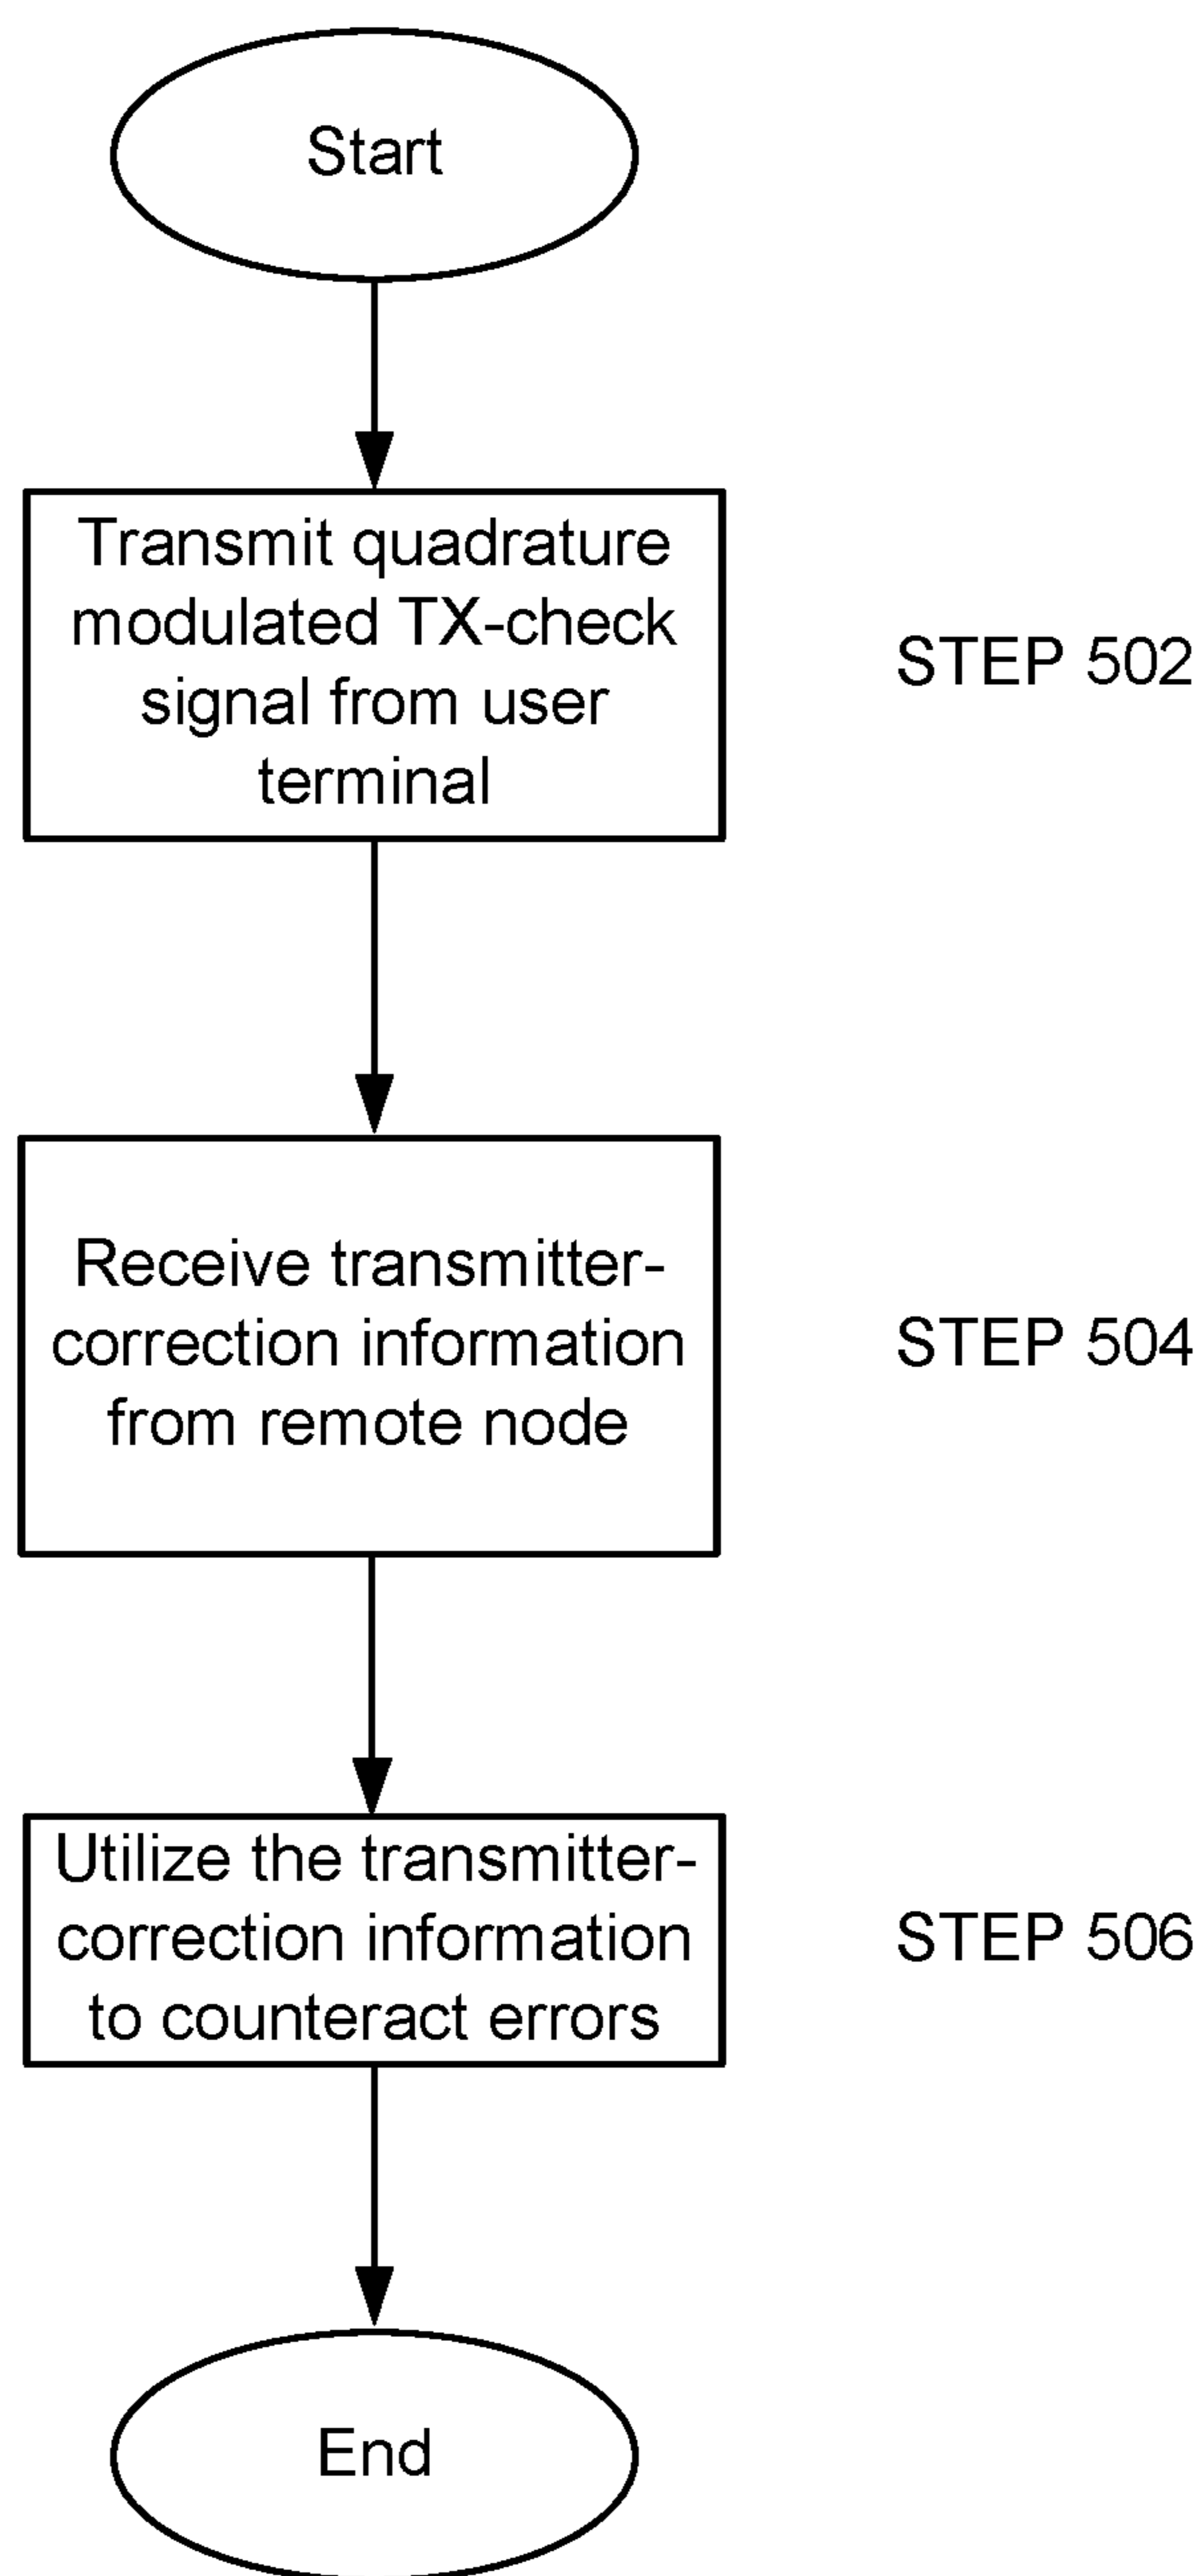 Start
Transmit quadrature
modulated TX-check
signal from user
terminal
STEP 502
Receive transmitter-
correction information
from remote node
STEP 504
Utilize the transmitter-
correction information
to counteract errors
STEP 506
End